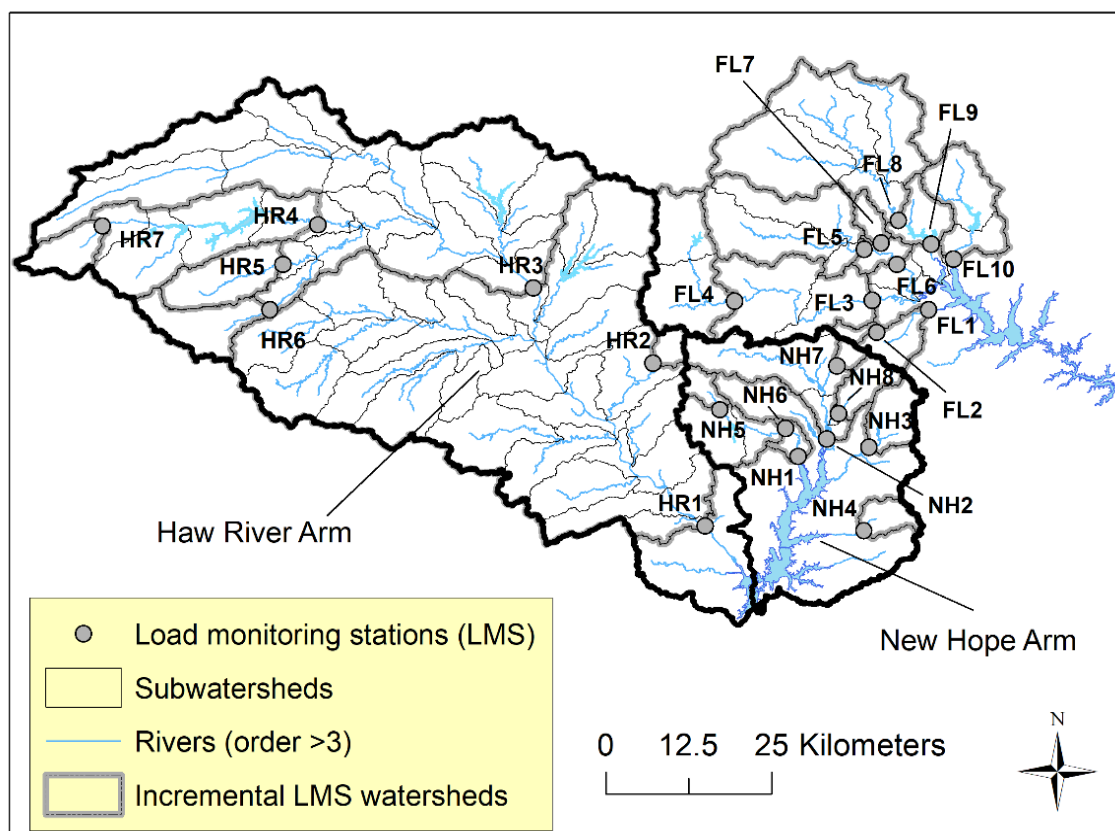 FL7
FL9
FL8
HR4
HR7
FL5
HR5
HR3
FL10
FL6
FL4
FL3
HR6
FL1
HR2
NH7
NH8
FL2
NH6
NH3
NH5
NH1
HR1
NH4
NH2
Haw River Arm
New Hope Arm
Load monitoring stations (LMS)
Subwatersheds
Rivers (order >3)
Incremental LMS watersheds
0 12.5 25 Kilometers
N